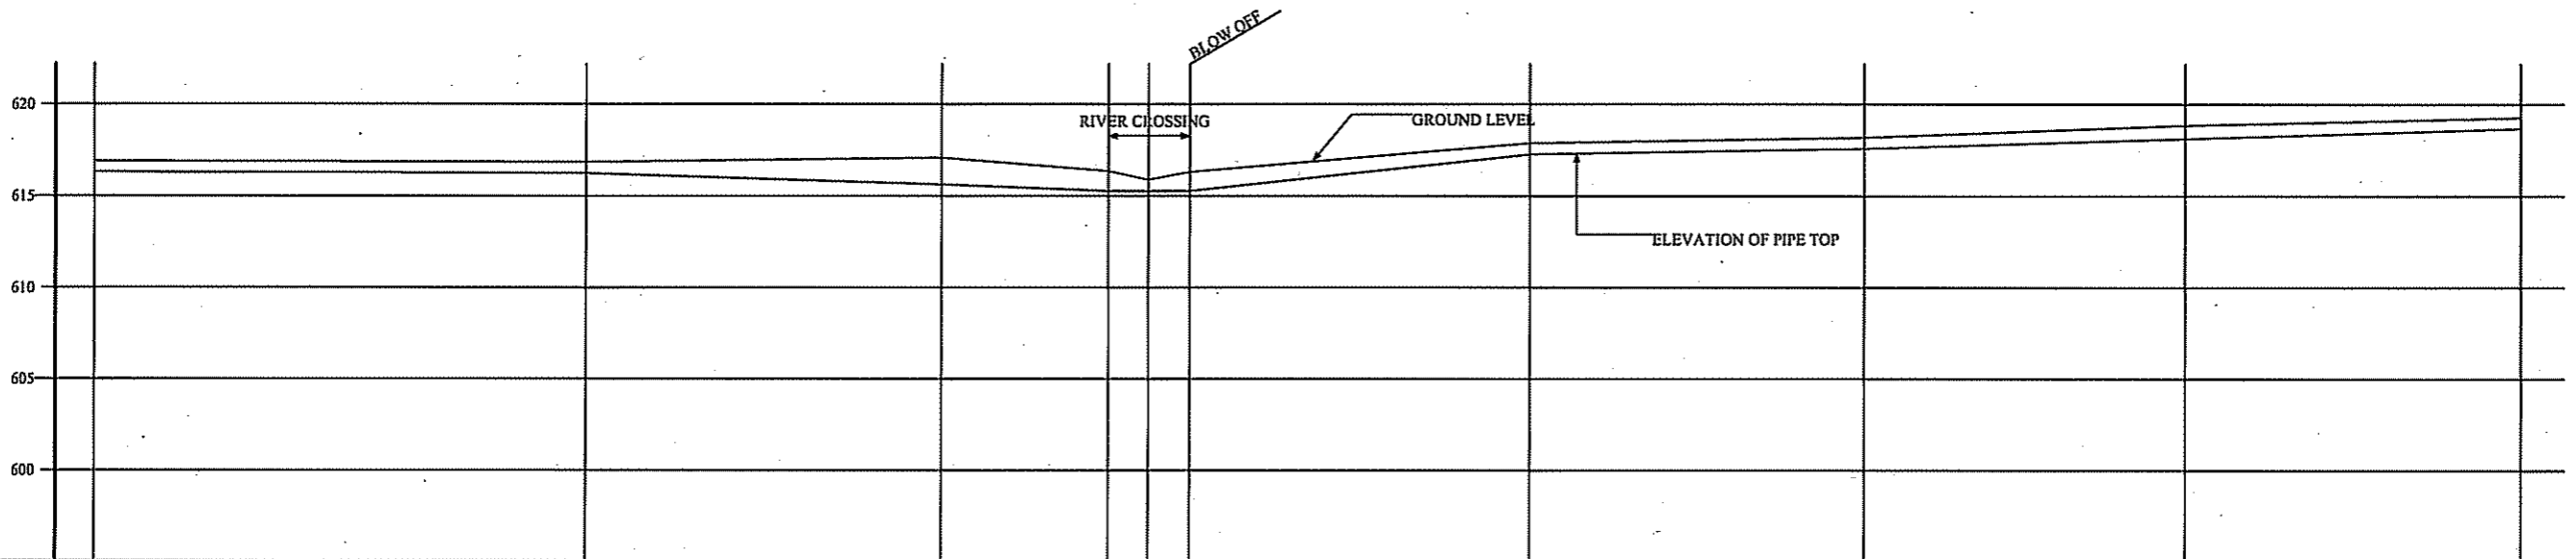 BLOW OFF
620
RIVER CROSSING
GROUND LEVEL
615
ELEVATION OF PIPE TOP
610
605
600